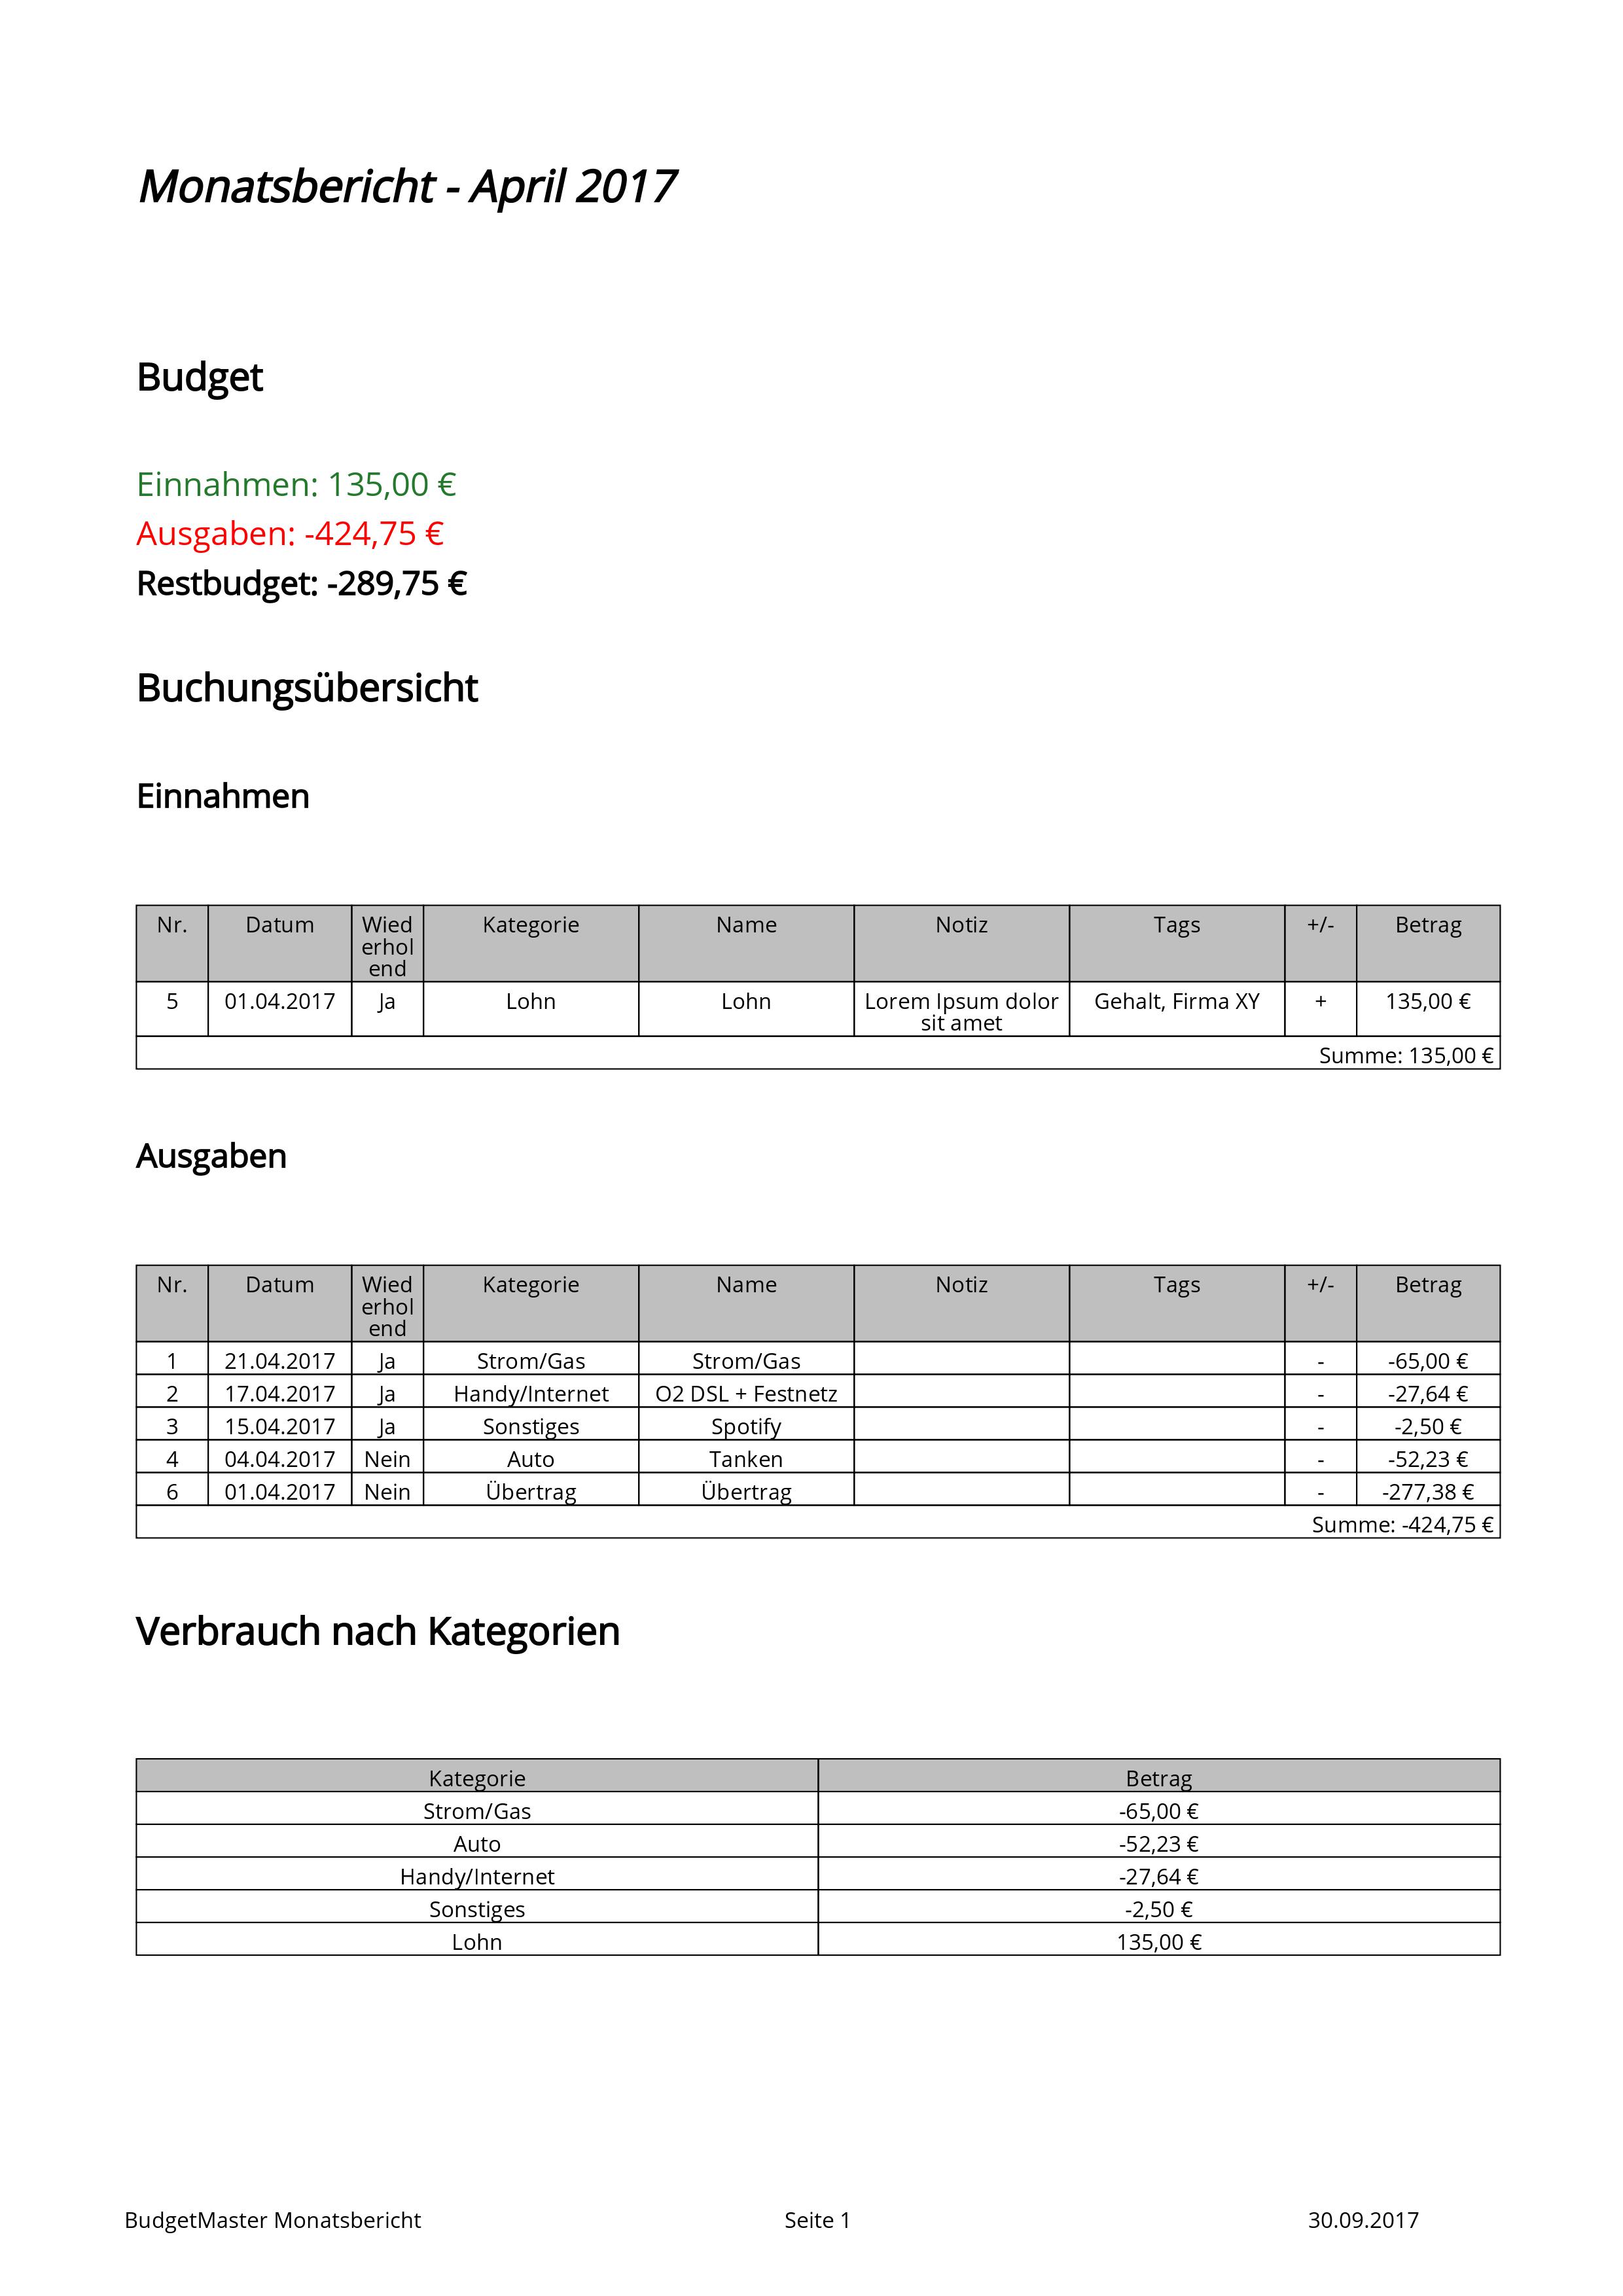 Monatsbericht - April 2017
Budget
Einnahmen: 135,00 €
Ausgaben: -424,75 €
Restbudget: -289,75 €
Buchungsübersicht
Einnahmen
Nr. Datum Wied erhol end Kategorie Name Notiz Tags +/- Betrag
5 01.04.2017 Ja Lohn Lohn Lorem Ipsum dolor sit amet Gehalt, Firma XY + 135,00 €
Summe: 135,00 €
Ausgaben
Nr. Datum Wied erhol end Kategorie Name Notiz Tags +/- Betrag
1 21.04.2017 Ja Strom/Gas Strom/Gas - -65,00 €
2 17.04.2017 Ja Handy/Internet O2 DSL + Festnetz - -27,64 €
3 15.04.2017 Ja Sonstiges Spotify - -2,50 €
4 04.04.2017 Nein Auto Tanken - -52,23 €
6 01.04.2017 Nein Übertrag Übertrag - -277,38 €
Summe: -424,75 €
Verbrauch nach Kategorien
Kategorie Betrag
Strom/Gas -65,00 €
Auto -52,23 €
Handy/Internet -27,64 €
Sonstiges -2,50 €
Lohn 135,00 €
BudgetMaster Monatsbericht Seite 1 30.09.2017